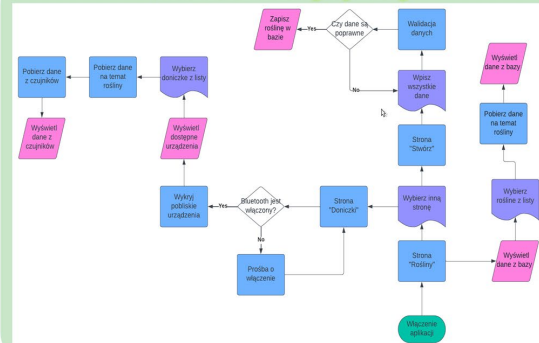 Zapisz
roślinę w
bazie
Yes
Czy dane są
poprawne
No
Walidacja
danych
Wpisz
wszystkie
dane
Strona
"Stwórz"
Wyświetl
dane z bazy
Pobierz dane
na temat
rośliny
Wybierz
rośline z listy
Wyświetl
dane z bazy
Pobierz dane
z czujników
Pobierz dane
na temat
rośliny
Wybierz
doniczke z listy
Wyświetl
dane z
czujników
Wyświetl
dostępne
urządzenia
Wykryj
pobliskie
urządzenia
Yes
Bluetooth jest
włączony?
No
Prośba o
włączenie
Strona
"Doniczki"
Wybierz inną
stronę
Strona
"Rośliny"
Włączenie
aplikacji